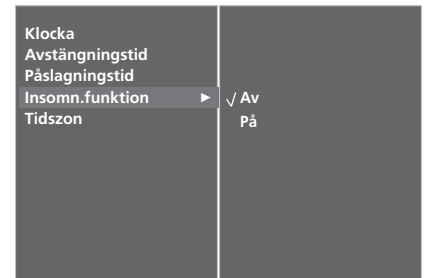 Klocka
Avstängningstid
Påslagningstid
Insomn.funktion ►
√ Av
På
Tidszon